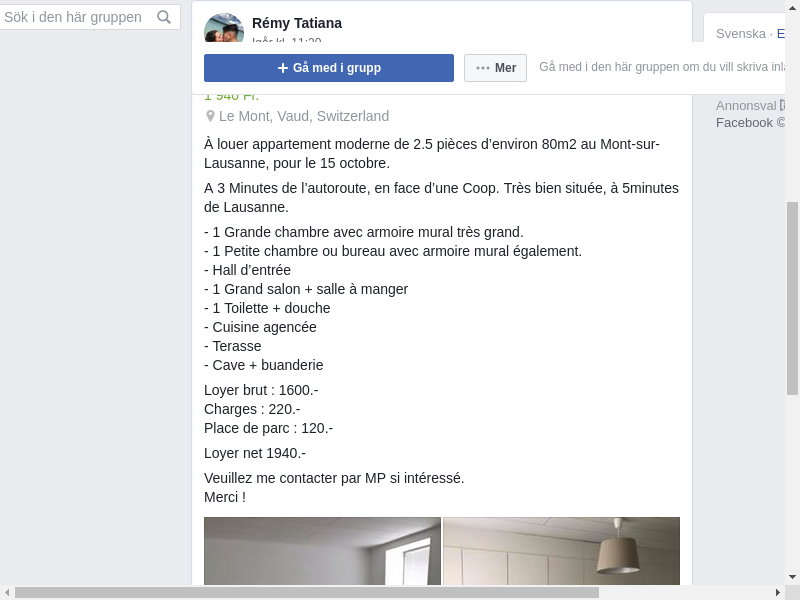 Sök i den här gruppen
Rémy Tatiana
Igår kl. 11:20
Gå med i grupp
Mer
Gå med i den här gruppen om du vill skriva
1 940 Fr.
Le Mont, Vaud, Switzerland
À louer appartement moderne de 2.5 pièces d’environ 80m2 au Mont-sur-
Lausanne, pour le 15 octobre.
A 3 Minutes de l’autoroute, en face d’une Coop. Très bien située, à 5minutes
de Lausanne.
- 1 Grande chambre avec armoire mural très grand.
- 1 Petite chambre ou bureau avec armoire mural également.
- Hall d’entrée
- 1 Grand salon + salle à manger
- 1 Toilette + douche
- Cuisine agencée
- Terasse
- Cave + buanderie
Loyer brut : 1600.-
Charges : 220.-
Place de parc : 120.-
Loyer net 1940.-
Veuillez me contacter par MP si intéressé.
Merci !
Svenska · E
Annonsval
Facebook ©